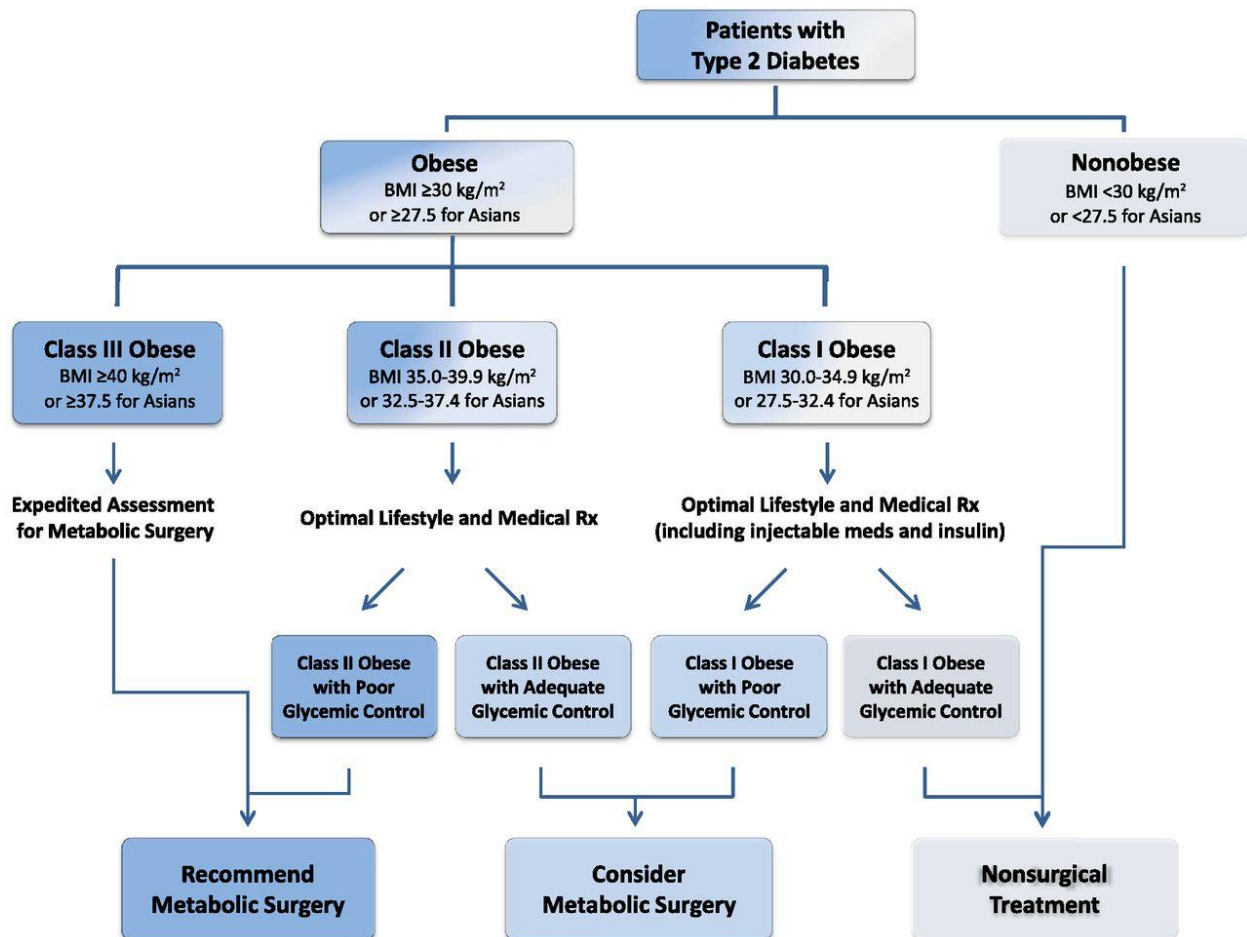 Patients with
Type 2 Diabetes
Obese
BMI ≥30 kg/m²
or ≥27.5 for Asians
Nonobese
BMI <30 kg/m²
or <27.5 for Asians
Class III Obese
BMI ≥40 kg/m²
or ≥37.5 for Asians
Class II Obese
BMI 35.0-39.9 kg/m²
or 32.5-37.4 for Asians
Class I Obese
BMI 30.0-34.9 kg/m²
or 27.5-32.4 for Asians
Expedited Assessment
for Metabolic Surgery
Optimal Lifestyle and Medical Rx
Optimal Lifestyle and Medical Rx
(including injectable meds and insulin)
Class II Obese
with Poor
Glycemic Control
Class II Obese
with Adequate
Glycemic Control
Class I Obese
with Poor
Glycemic Control
Class I Obese
with Adequate
Glycemic Control
Recommend
Metabolic Surgery
Consider
Metabolic Surgery
Nonsurgical
Treatment